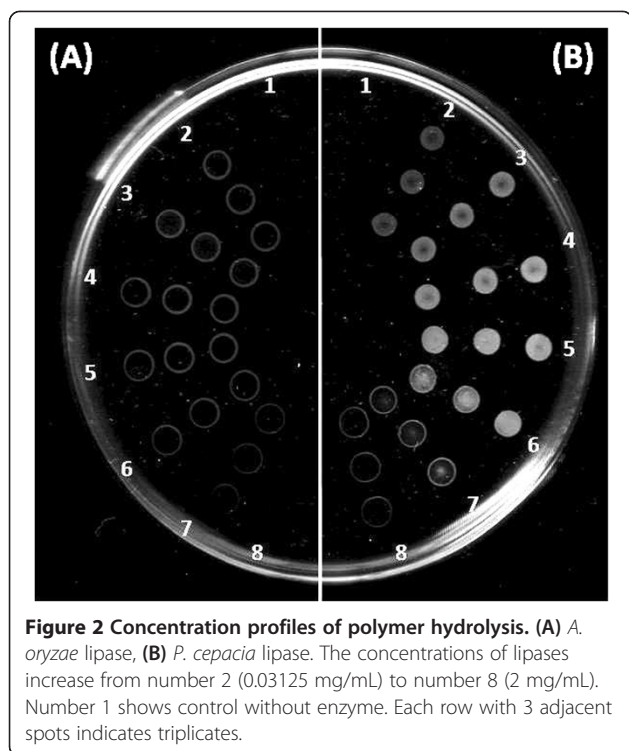 (A) (B)
1 1
2 2
3 3
4 4
5 5
6 6
7 7
8 8
Figure 2 Concentration profiles of polymer hydrolysis. (A) A.
oryzae lipase, (B) P. cepacia lipase. The concentrations of lipases
increase from number 2 (0.03125 mg/mL) to number 8 (2 mg/mL).
Number 1 shows control without enzyme. Each row with 3 adjacent
spots indicates triplicates.